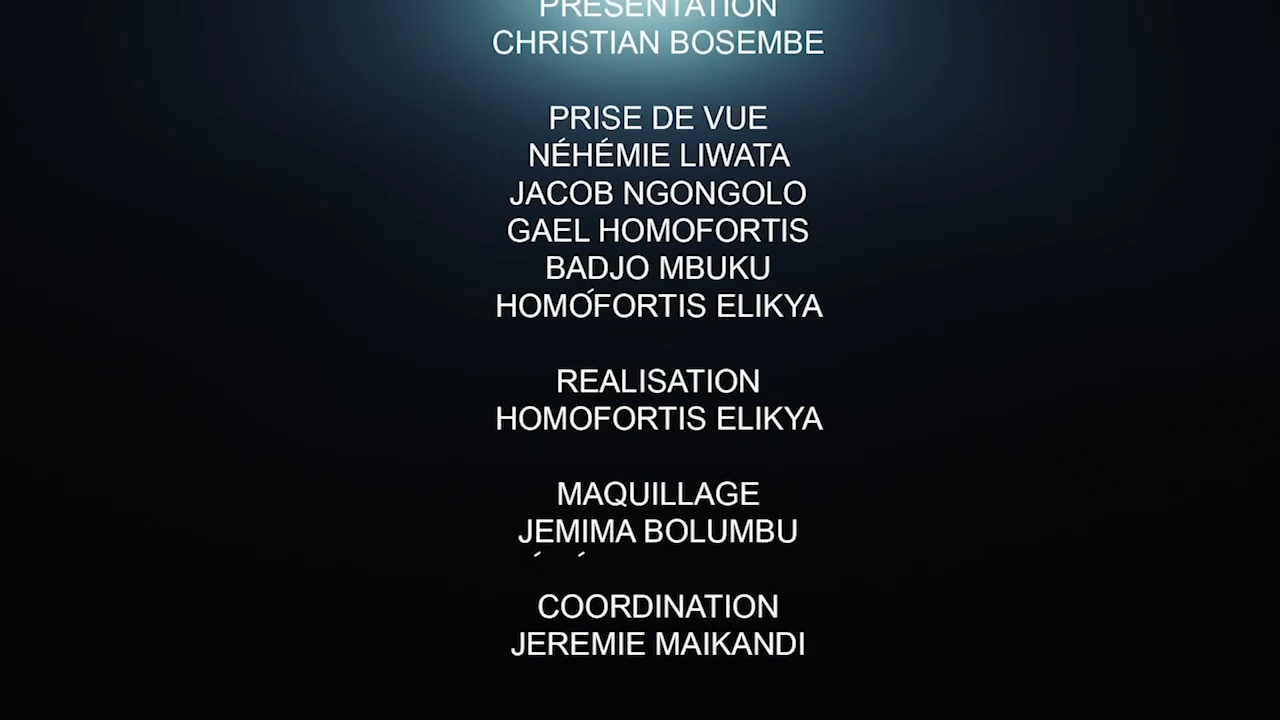 PRESENTATION
CHRISTIAN BOSEMBE
PRISE DE VUE
NÉHÉMIE LIWATA
JACOB NGONGOLO
GAEL HOMOFORTIS
BADJO MBUKU
HOMOFORTIS ELIKYA
REALISATION
HOMOFORTIS ELIKYA
MAQUILLAGE
JEMIMA BOLUMBU
COORDINATION
JEREMIE MAIKANDI